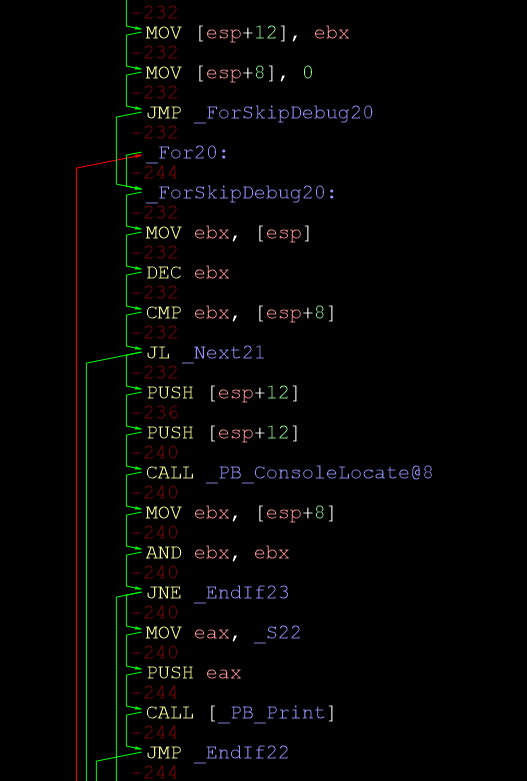 -232
MOV [esp+12], ebx
-232
MOV [esp+8], 0
-232
JMP _ForSkipDebug20
-232
_For20:
-244
_ForSkipDebug20:
-232
MOV ebx, [esp]
-232
DEC ebx
-232
CMP ebx, [esp+8]
-232
JL _Next21
-232
PUSH [esp+12]
-236
PUSH [esp+12]
-240
CALL _PB_ConsoleLocate@8
-240
MOV ebx, [esp+8]
-240
AND ebx, ebx
-240
JNE _EndIf23
-240
MOV eax, _S22
-240
PUSH eax
-244
CALL [_PB_Print]
-244
JMP _EndIf22
-244